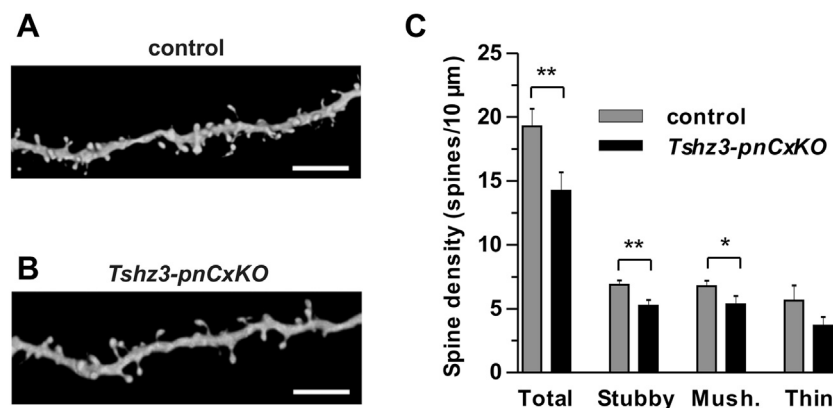 A
control
B
Tshz3-pnCxKO
C
Spine density (spines/10 µm)
25
20
15
10
5
0
**
**
*
control
Tshz3-pnCxKO
Total Stubby Mush. Thin